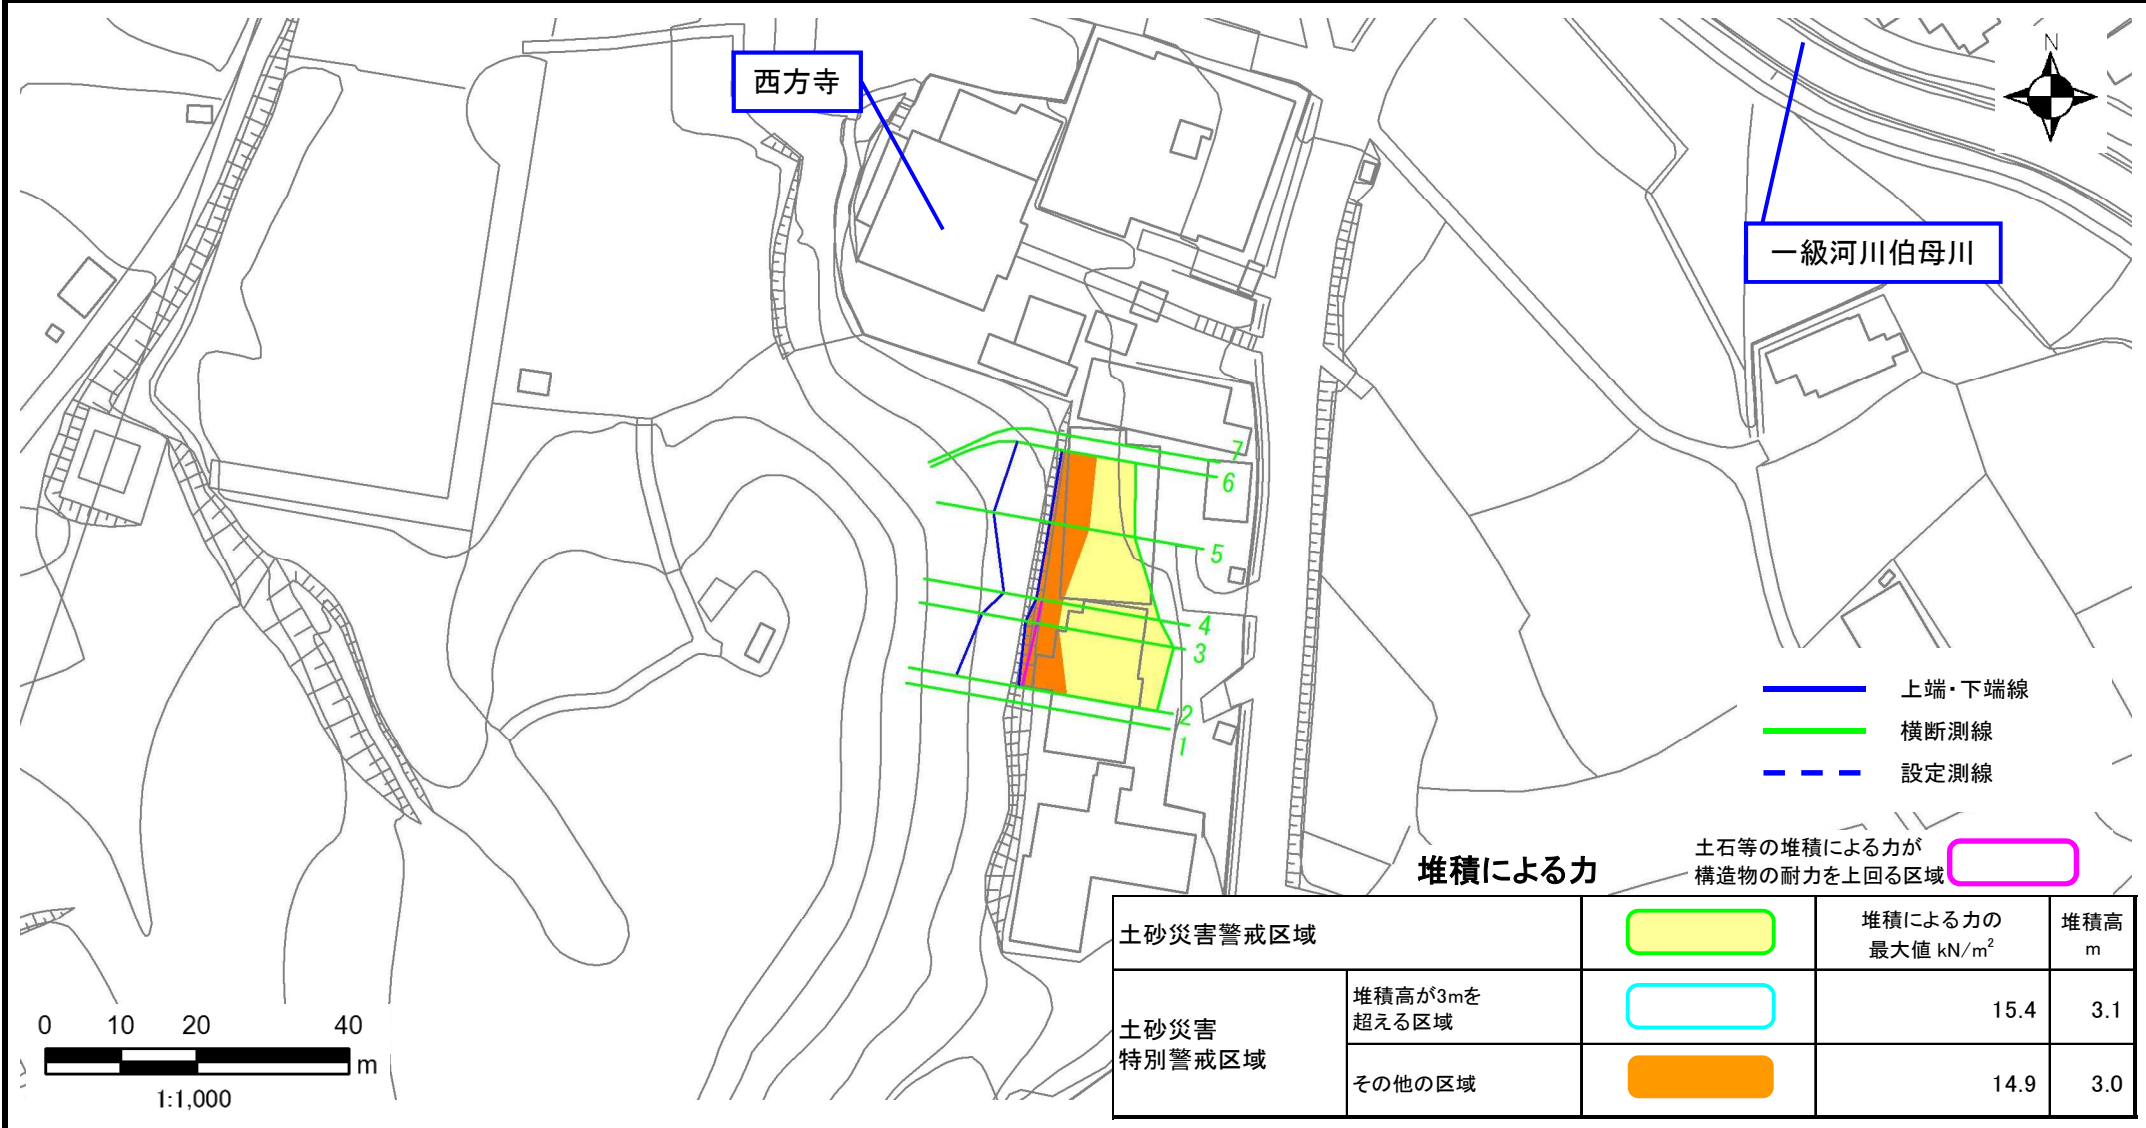 西方寺
N
一級河川伯母川
7
6
5
4
3
2
1
上端・下端線
横断測線
設定測線
堆積による力
土石等の堆積による力が
構造物の耐力を上回る区域
土砂災害警戒区域
堆積による力の
最大値 kN/m²
堆積高
m
土砂災害
特別警戒区域
堆積高が3mを
超える区域
15.4
3.1
その他の区域
14.9
3.0
0 10 20 40
m
1:1,000